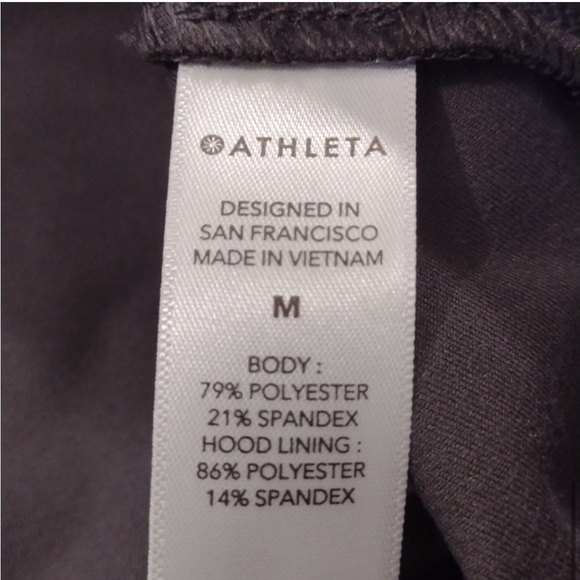 ATHLETA
DESIGNED IN
SAN FRANCISCO
MADE IN VIETNAM
M
BODY :
79% POLYESTER
21% SPANDEX
HOOD LINING :
86% POLYESTER
14% SPANDEX